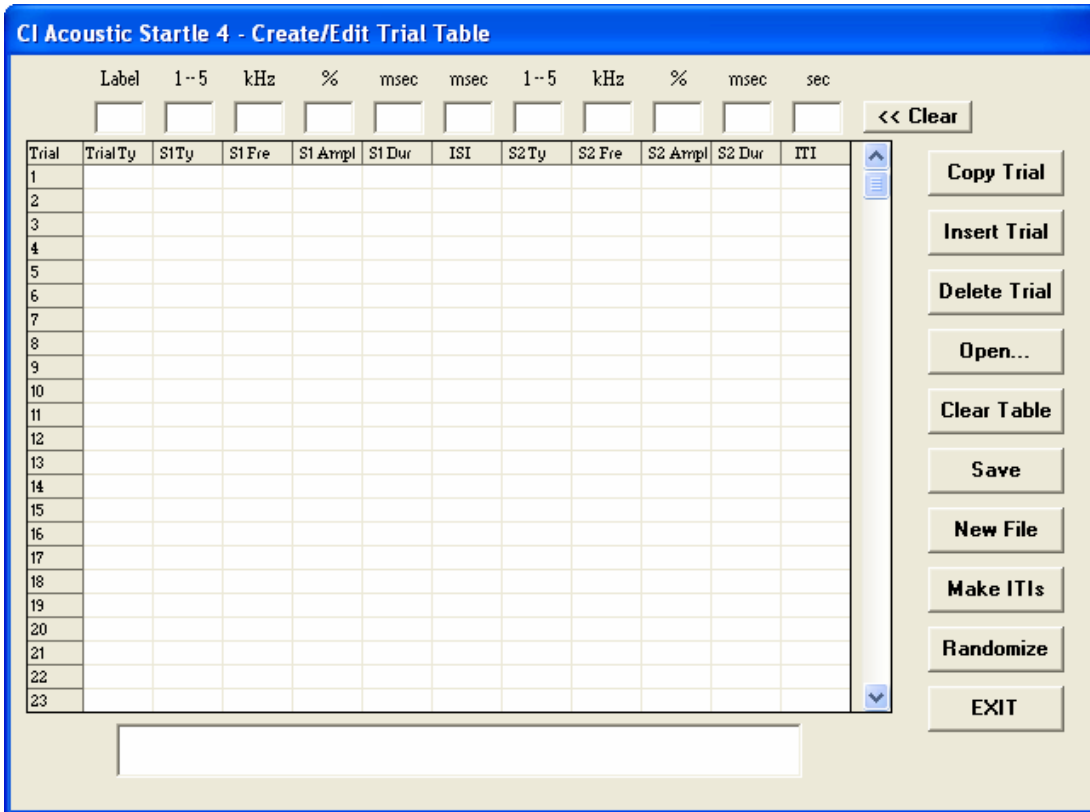 CI Acoustic Startle 4 - Create/Edit Trial Table
Label 1--5 kHz % msec msec 1--5 kHz % msec sec
<< Clear
Trial Trial Ty S1 Ty S1 Fre S1 Ampl S1 Dur ISI S2 Ty S2 Fre S2 Ampl S2 Dur ITI
1
2
3
4
5
6
7
8
9
10
11
12
13
14
15
16
17
18
19
20
21
22
23
Copy Trial
Insert Trial
Delete Trial
Open...
Clear Table
Save
New File
Make ITIs
Randomize
EXIT